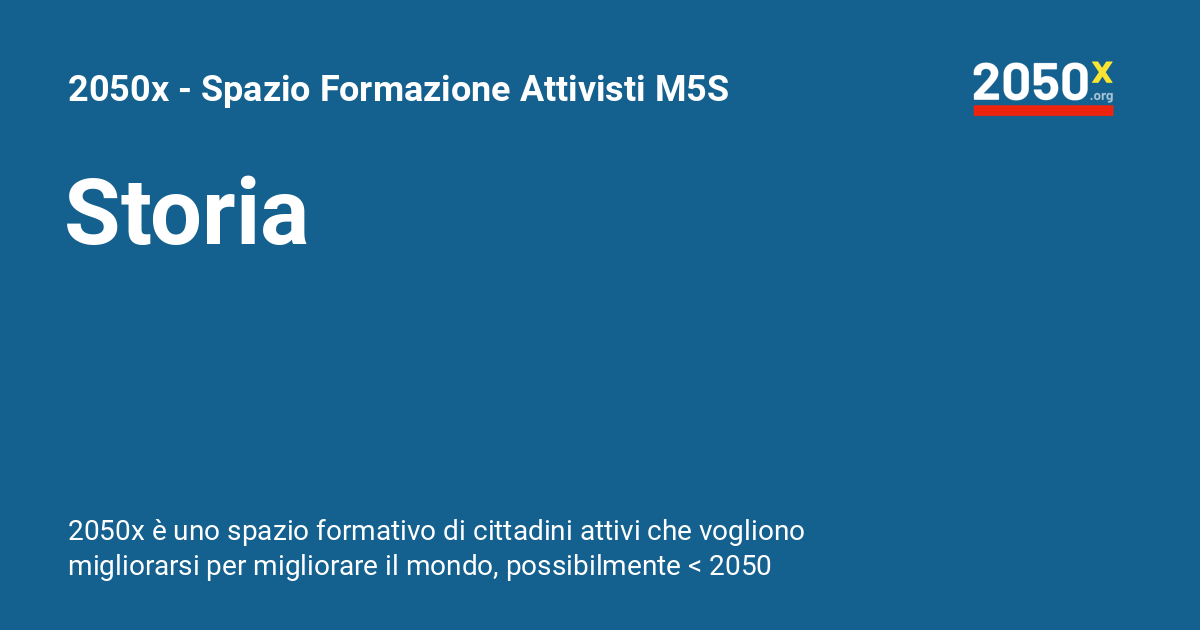 2050x - Spazio Formazione Attivisti M5S
2050x
.org
Storia
2050x è uno spazio formativo di cittadini attivi che vogliono
migliorarsi per migliorare il mondo, possibilmente < 2050